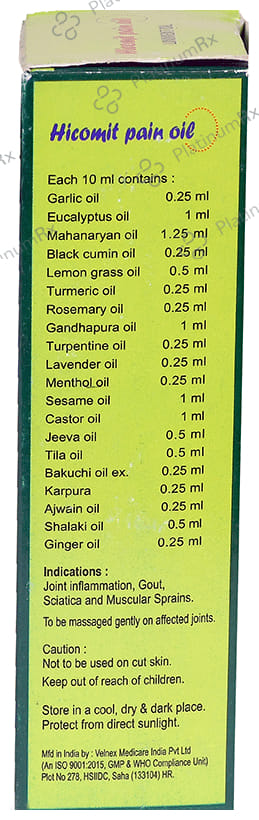 Hicomit pain oil
Each 10 ml contains :
Garlic oil 0.25 ml
Eucalyptus oil 1 ml
Mahanaryan oil 1.25 ml
Black cumin oil 0.25 ml
Lemon grass oil 0.5 ml
Turmeric oil 0.25 ml
Rosemary oil 0.25 ml
Gandhapura oil 1 ml
Turpentine oil 0.25 ml
Lavender oil 0.25 ml
Menthol oil 0.25 ml
Sesame oil 1 ml
Castor oil 1 ml
Jeeva oil 0.5 ml
Tila oil 0.5 ml
Bakuchi oil ex. 0.25 ml
Karpura 0.25 ml
Ajwain oil 0.25 ml
Shalaki oil 0.5 ml
Ginger oil 0.25 ml
Indications :
Joint inflammation, Gout,
Sciatica and Muscular Sprains.
To be massaged gently on affected joints.
Caution :
Not to be used on cut skin.
Keep out of reach of children.
Store in a cool, dry & dark place.
Protect from direct sunlight.
Mfd in India by : Velnex Medicare India Pvt Ltd
(An ISO 9001:2015, GMP & WHO Compliance Unit)
Plot No 278, HSIIDC, Saha (133104) HR.
PlatinumRx